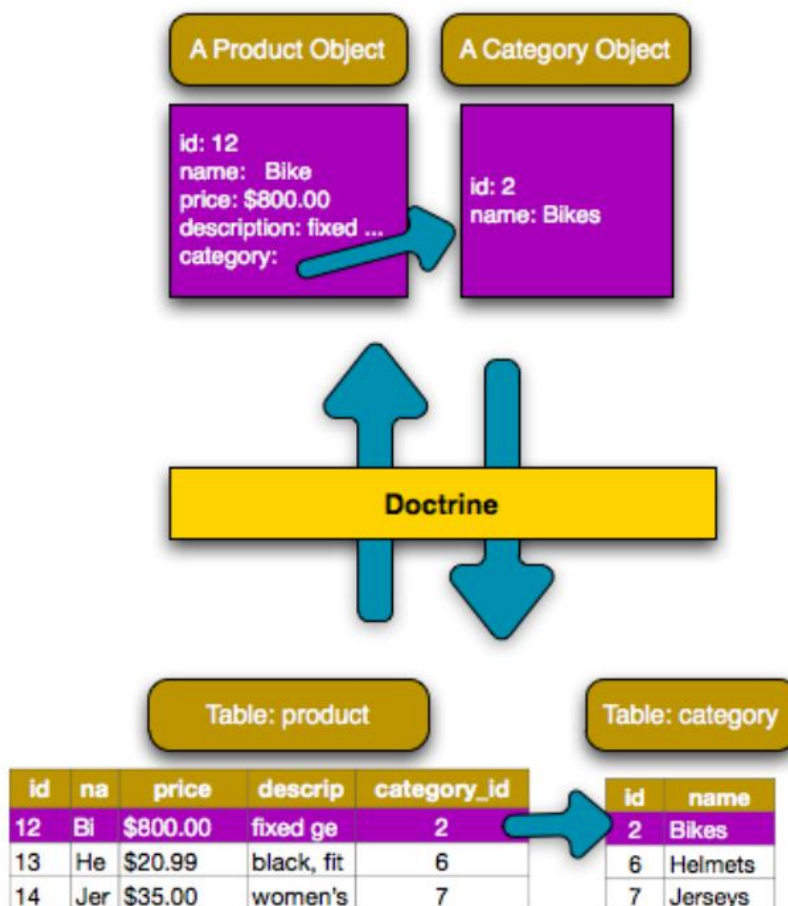 A Product Object
A Category Object
id: 12
name: Bike
price: $800.00
description: fixed ...
category:
id: 2
name: Bikes
Doctrine
Table: product
Table: category
id na price descrip category_id
12 Bi $800.00 fixed ge 2
13 He $20.99 black, fit 6
14 Jer $35.00 women's 7
id name
2 Bikes
6 Helmets
7 Jerseys